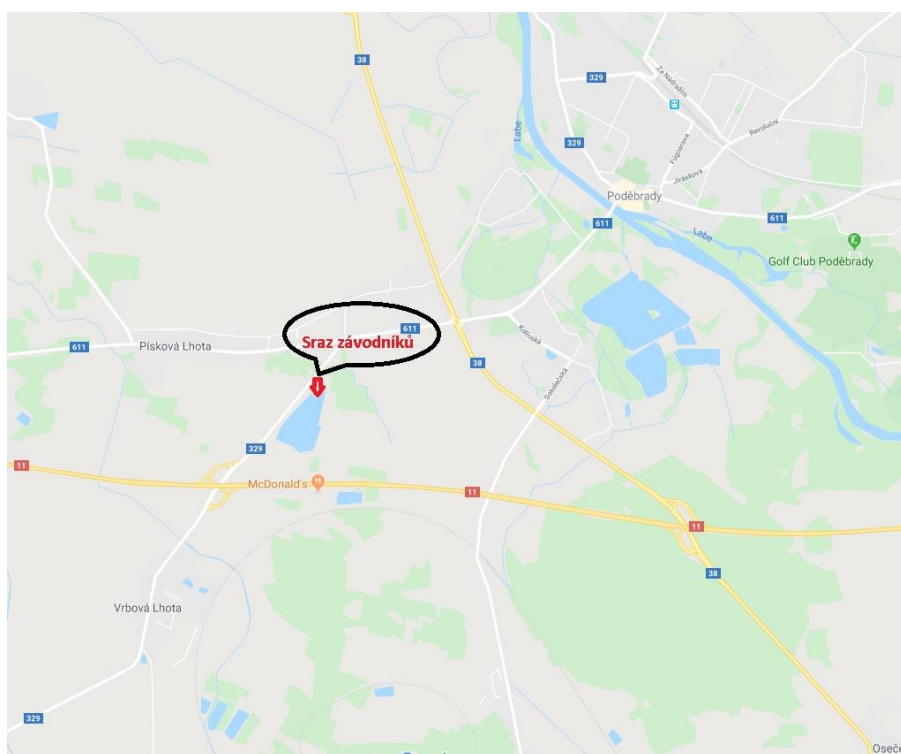 38
Za Nádražím
329
Fügnerova
Revoluční
Labe
329
Jiráskova
Poděbrady
611
611
Labe
Golf Club Poděbrady
611
Sraz závodníků
Kolínská
611
Písková Lhota
38
Sokolečská
329
11
McDonald's
11
11
38
Vrbová Lhota
329